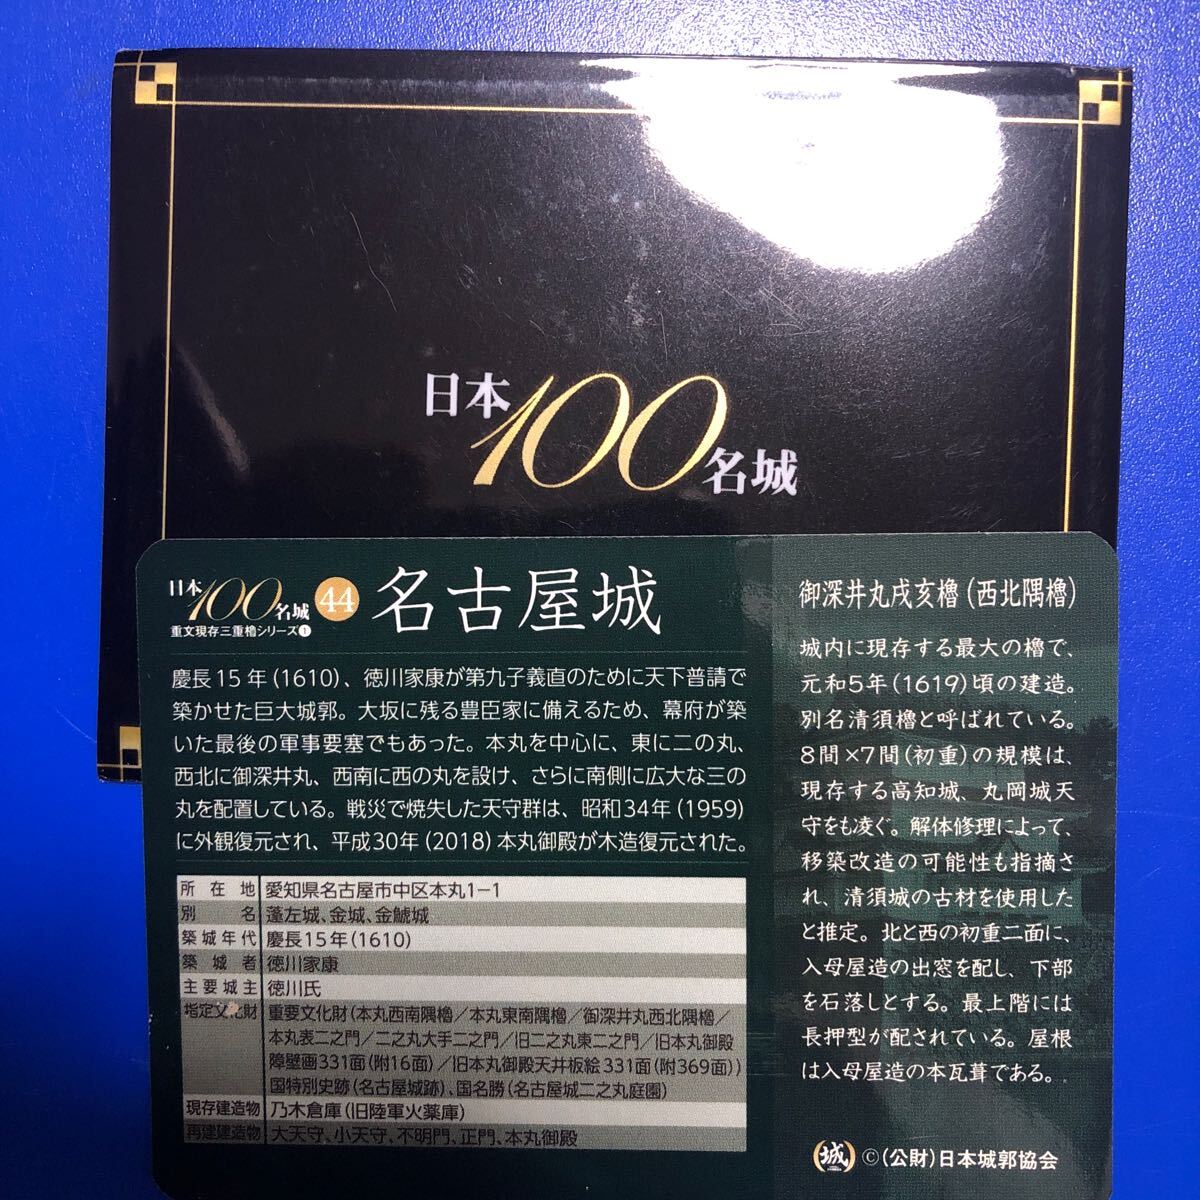 日本100名城
日本100名城 44 名古屋城
重文現存三重櫓シリーズ①
慶長15年(1610)、徳川家康が第九子義直のために天下普請で
築かせた巨大城郭。大坂に残る豊臣家に備えるため、幕府が築
いた最後の軍事要塞でもあった。本丸を中心に、東に二の丸、
西北に御深井丸、西南に西の丸を設け、さらに南側に広大な三の
丸を配置している。戦災で焼失した天守群は、昭和34年(1959)
に外観復元され、平成30年(2018)本丸御殿が木造復元された。
所在地 愛知県名古屋市中区本丸1-1
別名 蓬左城、金城、金鯱城
築城年代 慶長15年(1610)
築城者 徳川家康
主要城主 徳川氏
指定文化財 重要文化財(本丸西南隅櫓/本丸東南隅櫓/御深井丸西北隅櫓/
本丸表二之門/二之丸大手二之門/旧二之丸東二之門/旧本丸御殿
障壁画331面(附16面)/旧本丸御殿天井板絵331面(附369面))
国特別史跡(名古屋城跡)、国名勝(名古屋城二之丸庭園)
現存建造物 乃木倉庫(旧陸軍火薬庫)
再建建造物 大天守、小天守、不明門、正門、本丸御殿
御深井丸戌亥櫓(西北隅櫓)
城内に現存する最大の櫓で、
元和5年(1619)頃の建造。
別名清須櫓と呼ばれている。
8間×7間(初重)の規模は、
現存する高知城、丸岡城天
守をも凌ぐ。解体修理によって、
移築改造の可能性も指摘さ
れ、清須城の古材を使用した
と推定。北と西の初重二面に、
入母屋造の出窓を配し、下部
を石落しとする。最上階には
長押型が配されている。屋根
は入母屋造の本瓦葺である。
城 ©(公財)日本城郭協会